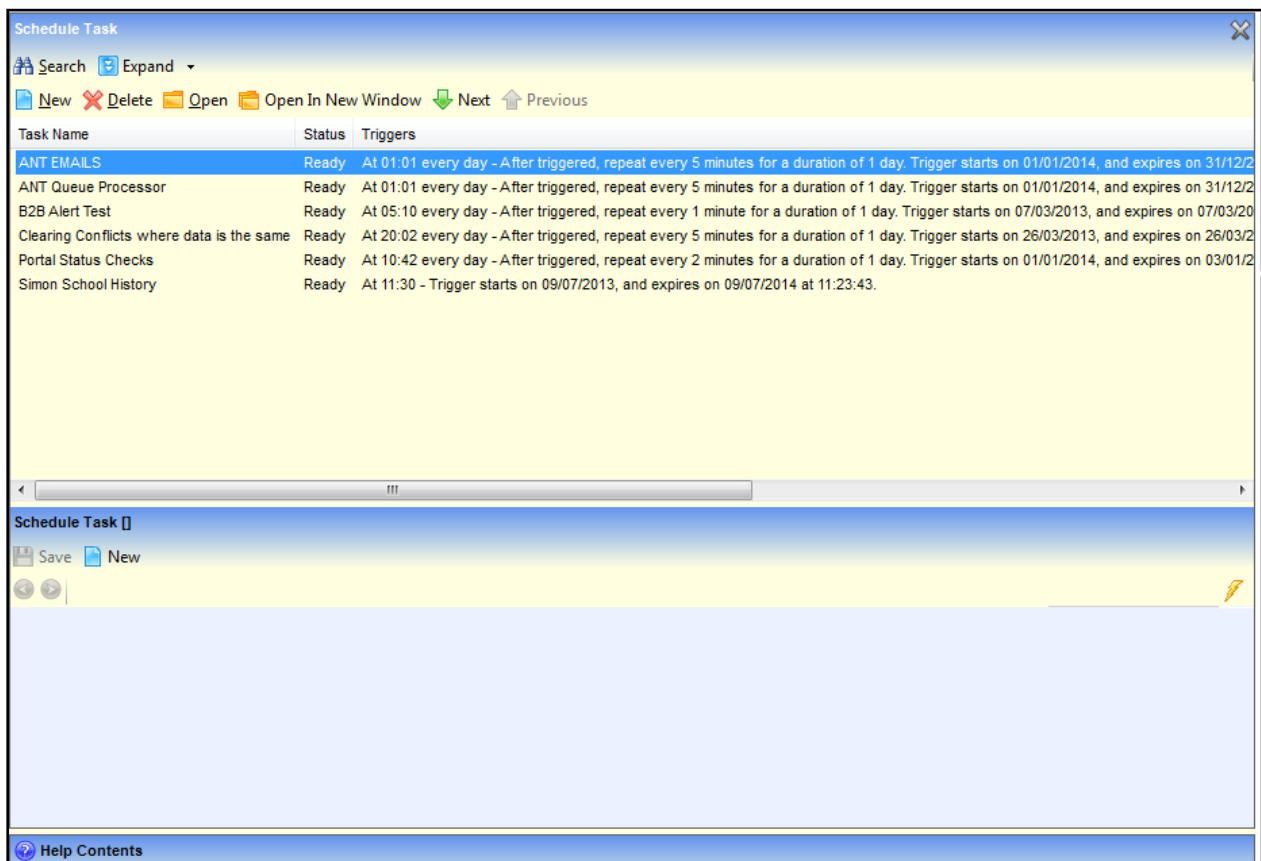 Schedule Task
Search Expand
New Delete Open Open In New Window Next Previous
Task Name Status Triggers
ANT EMAILS Ready At 01:01 every day - After triggered, repeat every 5 minutes for a duration of 1 day. Trigger starts on 01/01/2014, and expires on 31/12/2
ANT Queue Processor Ready At 01:01 every day - After triggered, repeat every 5 minutes for a duration of 1 day. Trigger starts on 01/01/2014, and expires on 31/12/2
B2B Alert Test Ready At 05:10 every day - After triggered, repeat every 1 minute for a duration of 1 day. Trigger starts on 07/03/2013, and expires on 07/03/20
Clearing Conflicts where data is the same Ready At 20:02 every day - After triggered, repeat every 5 minutes for a duration of 1 day. Trigger starts on 26/03/2013, and expires on 26/03/2
Portal Status Checks Ready At 10:42 every day - After triggered, repeat every 2 minutes for a duration of 1 day. Trigger starts on 01/01/2014, and expires on 03/01/2
Simon School History Ready At 11:30 - Trigger starts on 09/07/2013, and expires on 09/07/2014 at 11:23:43.
Schedule Task []
Save New
Help Contents